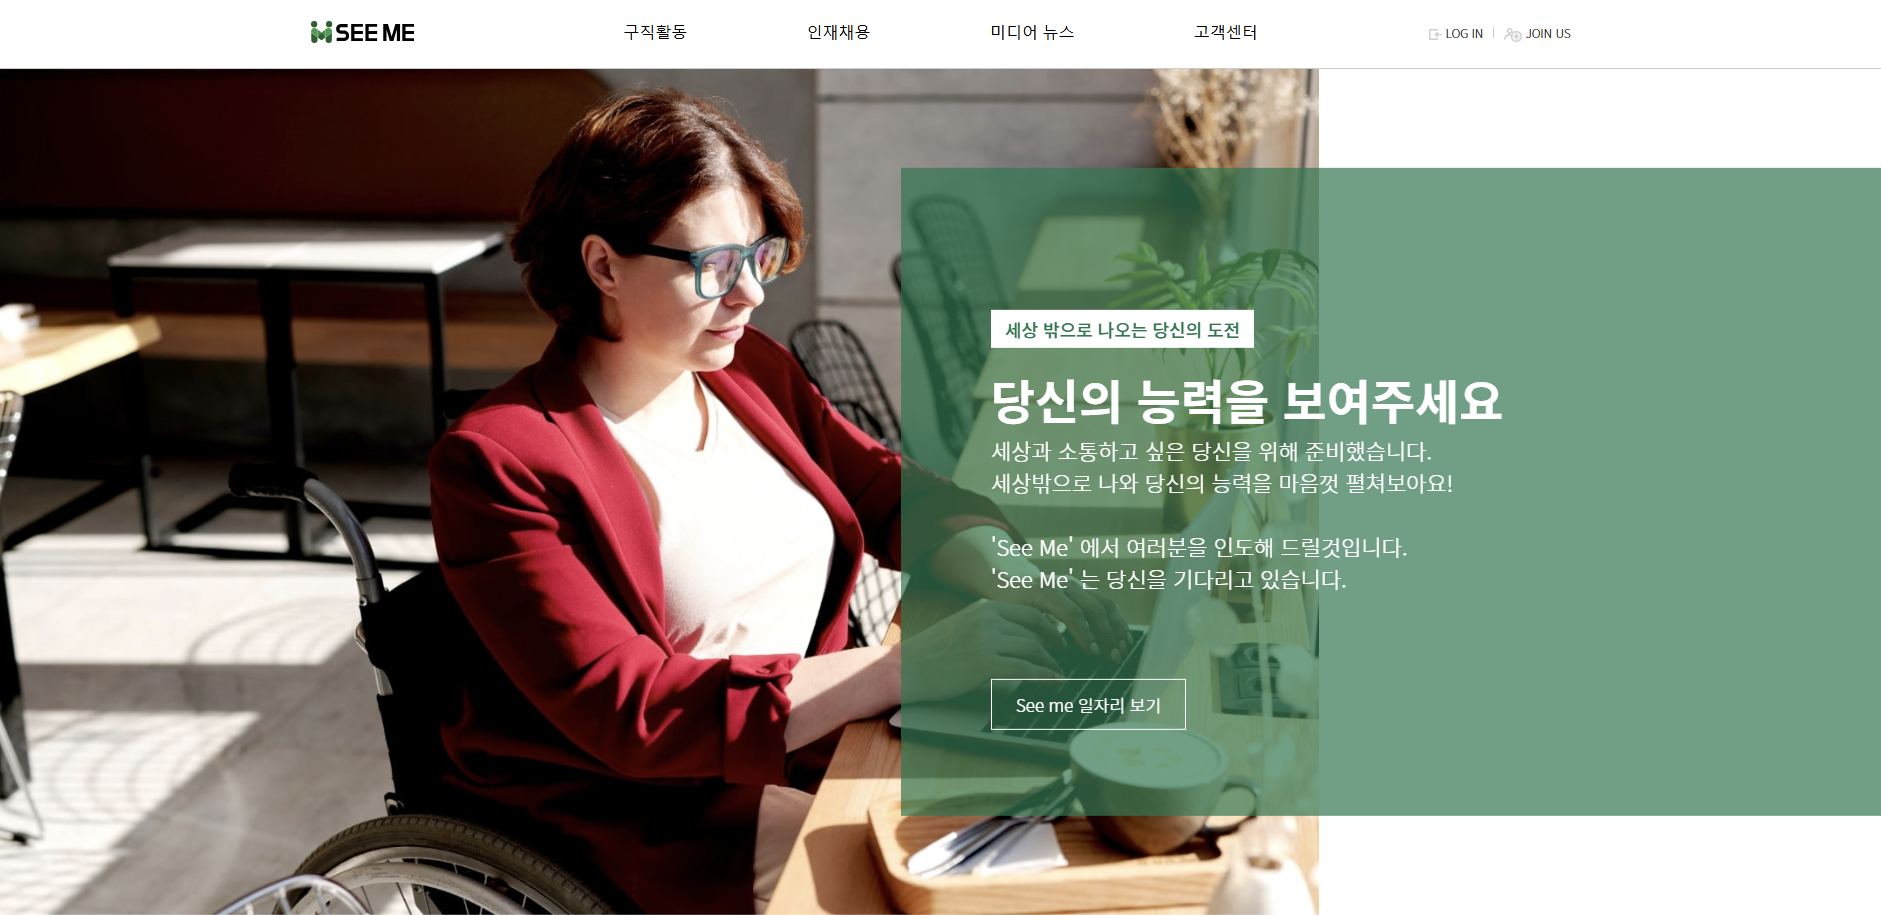 SEE ME
구직활동
인재채용
미디어 뉴스
고객센터
LOG IN
JOIN US
세상 밖으로 나오는 당신의 도전
당신의 능력을 보여주세요
세상과 소통하고 싶은 당신을 위해 준비했습니다.
세상밖으로 나와 당신의 능력을 마음껏 펼쳐보아요!
'See Me' 에서 여러분을 인도해 드릴것입니다.
'See Me' 는 당신을 기다리고 있습니다.
See me 일자리 보기